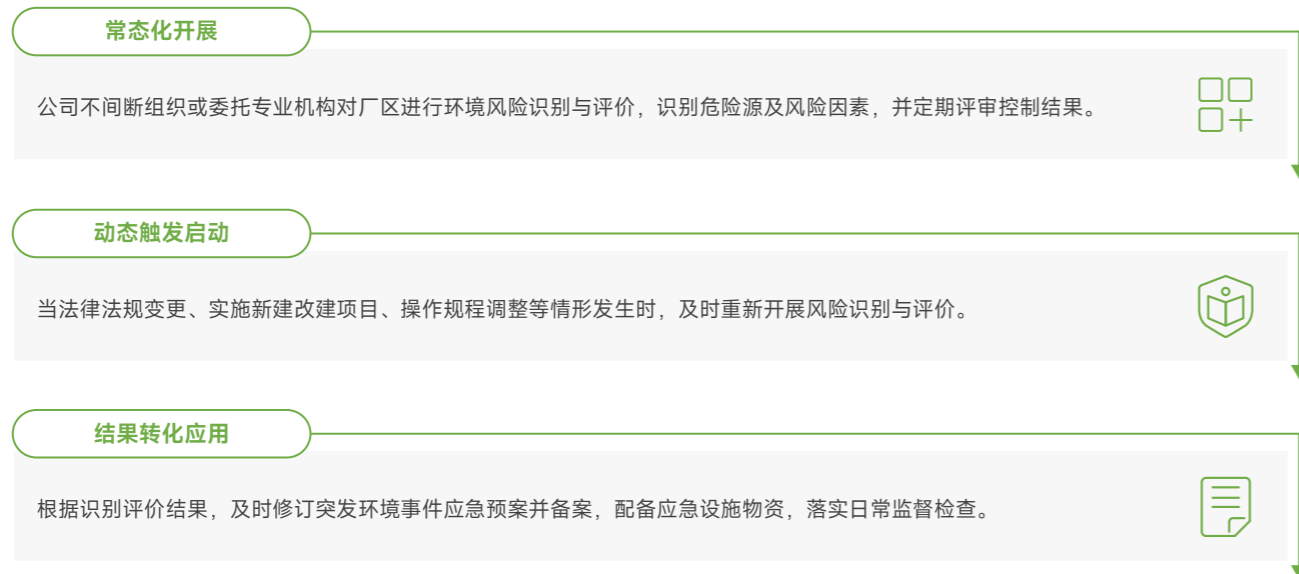 常态化开展
公司不间断组织或委托专业机构对厂区进行环境风险识别与评价，识别危险源及风险因素，并定期评审控制结果。
动态触发启动
当法律法规变更、实施新建改建项目、操作规程调整等情形发生时，及时重新开展风险识别与评价。
结果转化应用
根据识别评价结果，及时修订突发环境事件应急预案并备案，配备应急设施物资，落实日常监督检查。